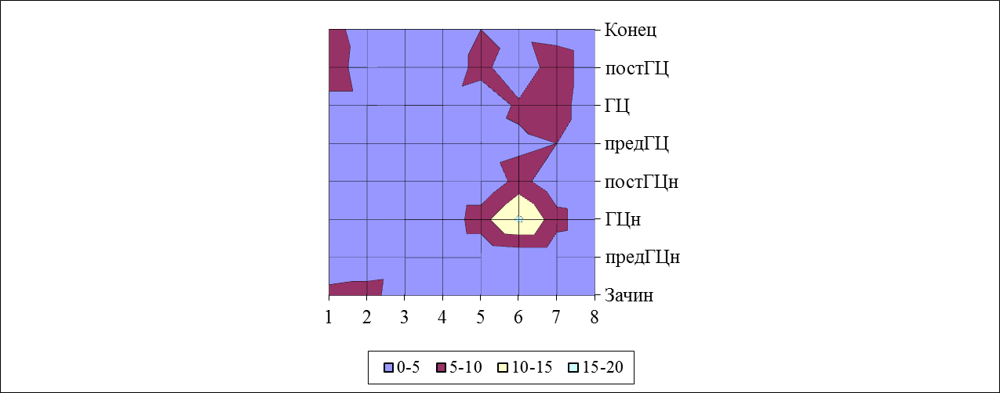 Конец
постГЦ
ГЦ
предГЦ
постГЦн
ГЦн
предГЦн
Зачин
1 2 3 4 5 6 7 8
0-5 5-10 10-15 15-20